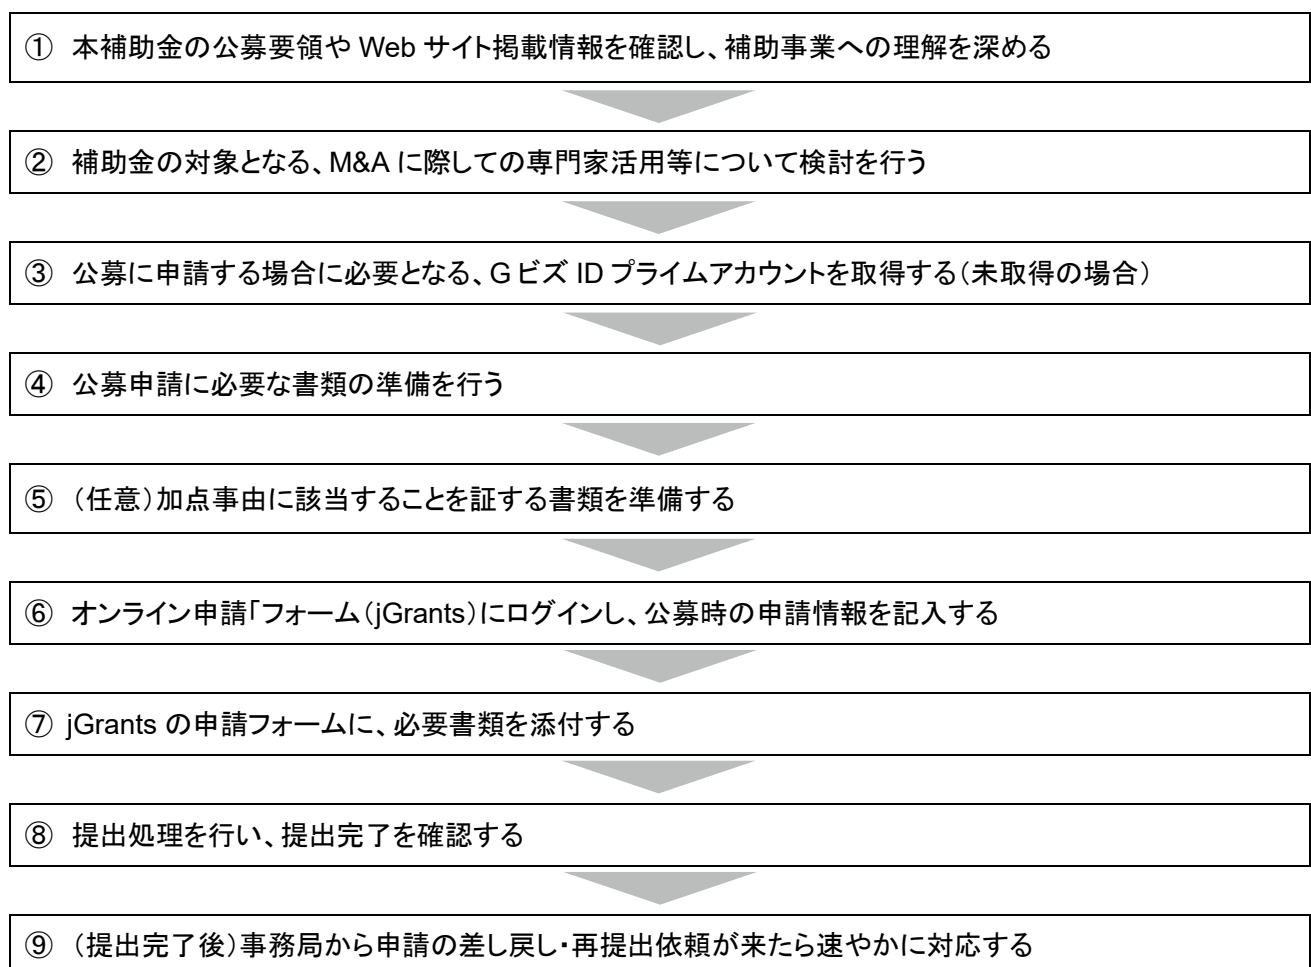 ① 本補助金の公募要領や Web サイト掲載情報を確認し、補助事業への理解を深める
② 補助金の対象となる、M&A に際しての専門家活用等について検討を行う
③ 公募に申請する場合に必要となる、G ビズ ID プライムアカウントを取得する（未取得の場合）
④ 公募申請に必要な書類の準備を行う
⑤ （任意）加点事由に該当することを証する書類を準備する
⑥ オンライン申請「フォーム（jGrants）にログインし、公募時の申請情報を記入する
⑦ jGrants の申請フォームに、必要書類を添付する
⑧ 提出処理を行い、提出完了を確認する
⑨ （提出完了後）事務局から申請の差し戻し・再提出依頼が来たら速やかに対応する